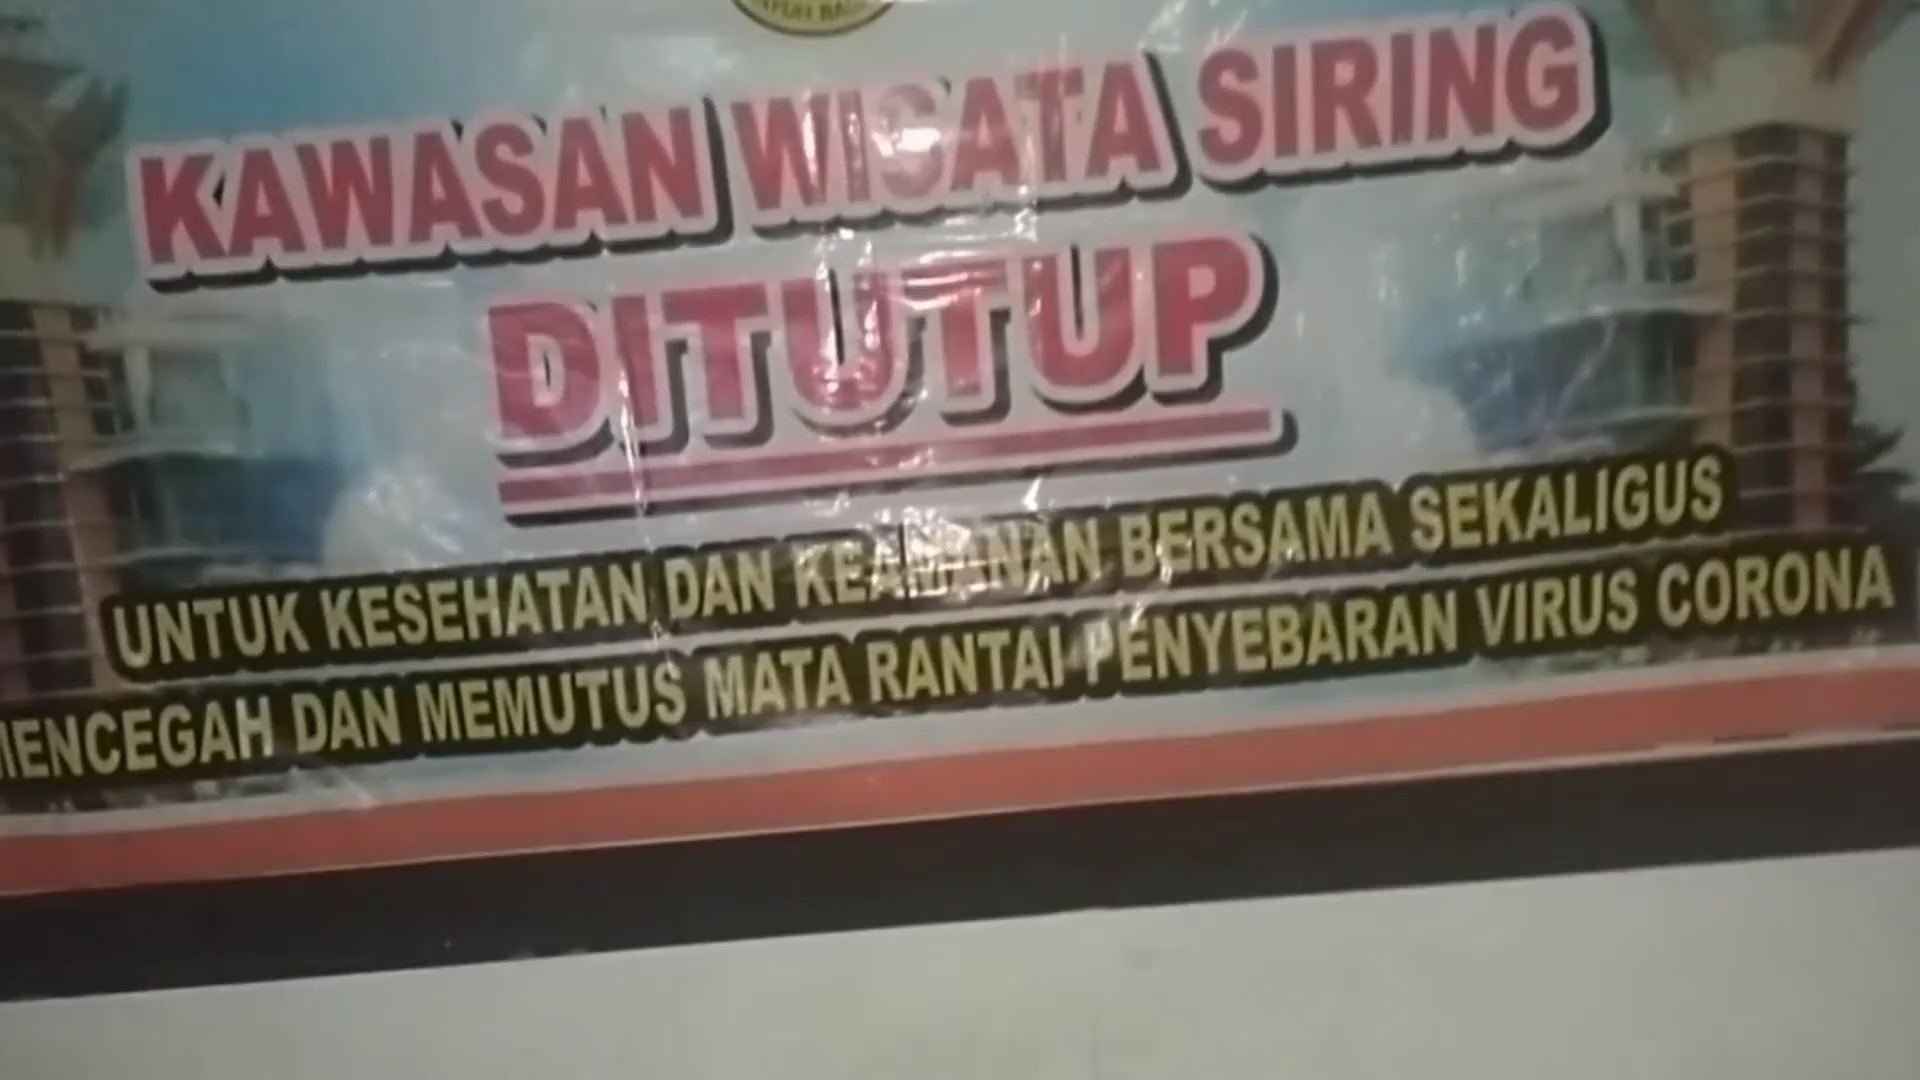 KAWASAN WISATA SIRING
DITUTUP
UNTUK KESEHATAN DAN KEAMANAN BERSAMA SEKALIGUS
MENCEGAH DAN MEMUTUS MATA RANTAI PENYEBARAN VIRUS CORONA